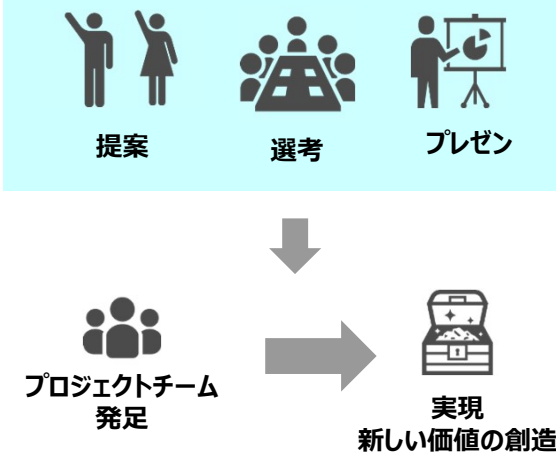 提案
選考
プレゼン
プロジェクトチーム
発足
実現
新しい価値の創造